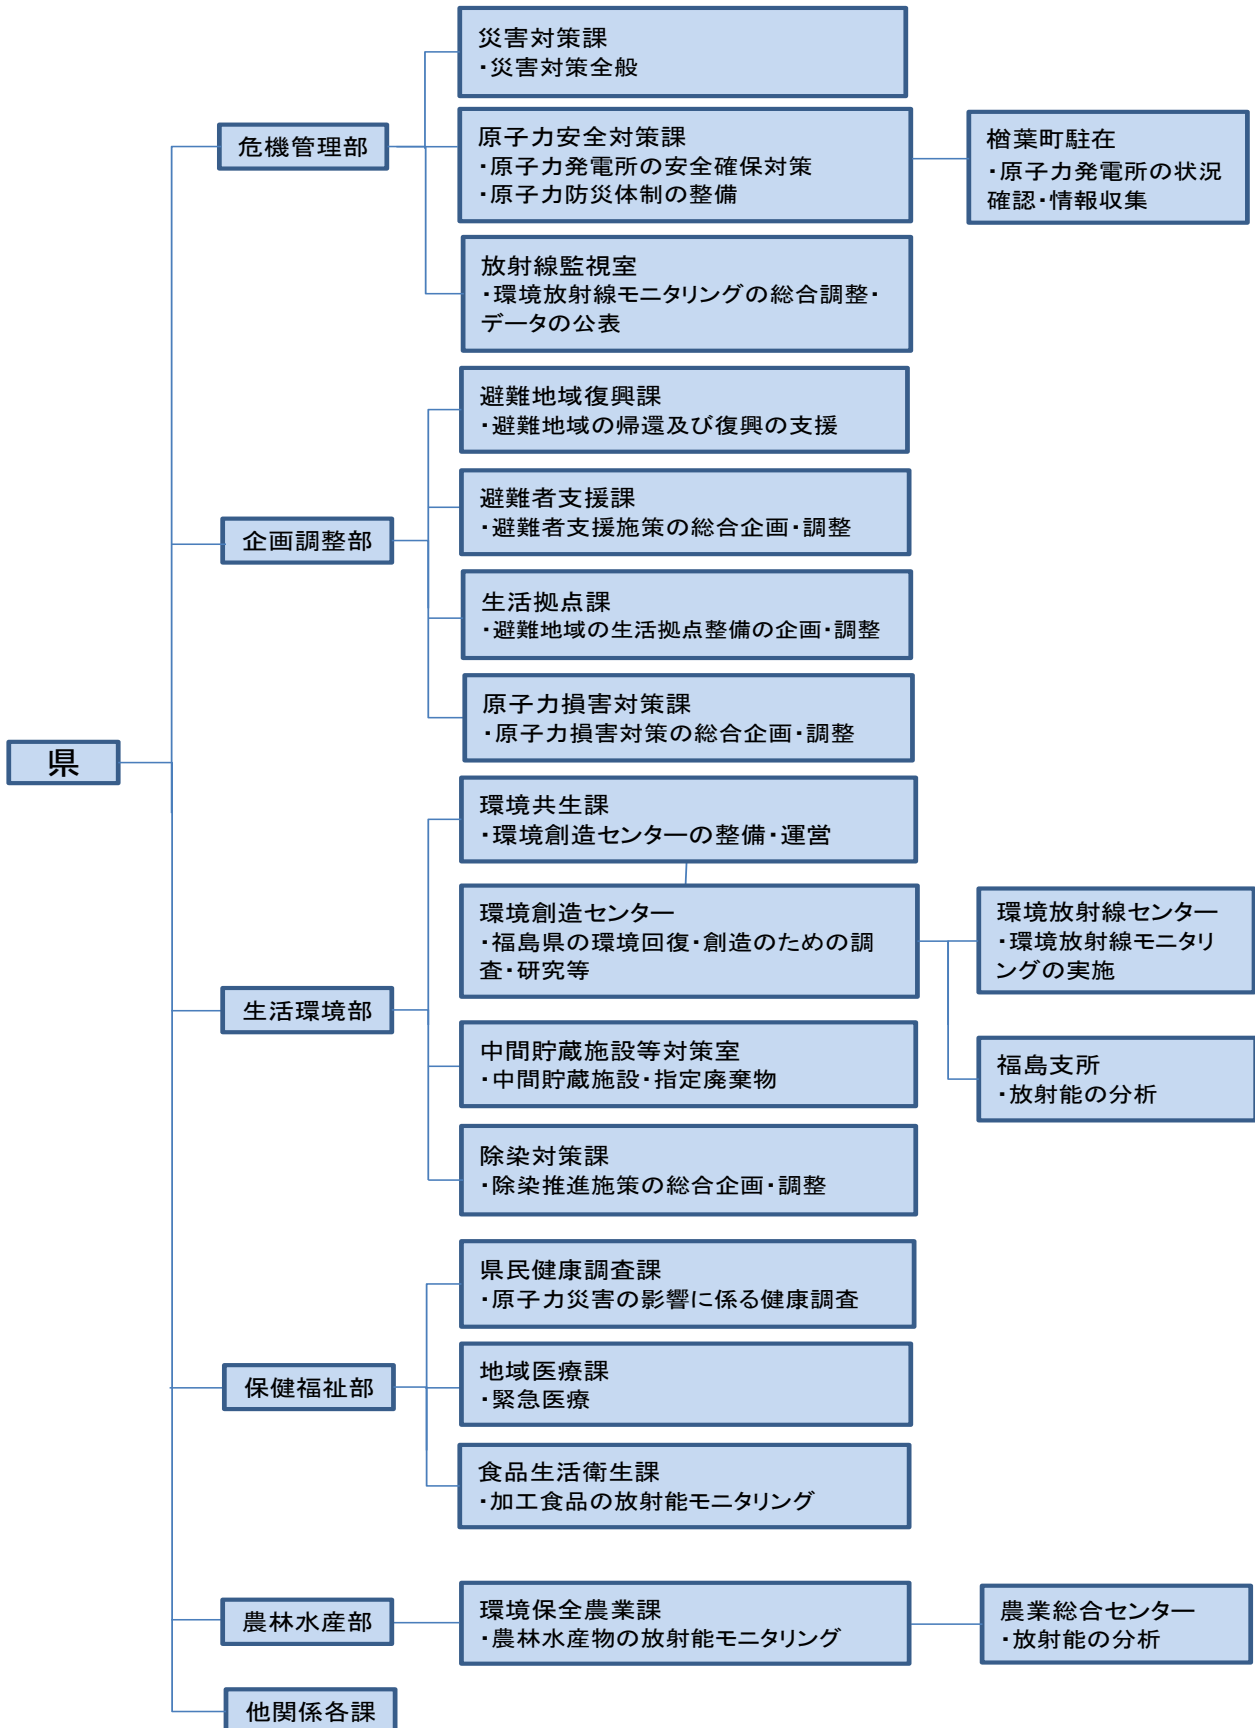 災害対策課
・災害対策全般
危機管理部
原子力安全対策課
・原子力発電所の安全確保対策
・原子力防災体制の整備
楢葉町駐在
・原子力発電所の状況
確認・情報収集
放射線監視室
・環境放射線モニタリングの総合調整・
データの公表
避難地域復興課
・避難地域の帰還及び復興の支援
避難者支援課
・避難者支援施策の総合企画・調整
企画調整部
生活拠点課
・避難地域の生活拠点整備の企画・調整
原子力損害対策課
・原子力損害対策の総合企画・調整
県
環境共生課
・環境創造センターの整備・運営
環境創造センター
・福島県の環境回復・創造のための調
査・研究等
環境放射線センター
・環境放射線モニタリ
ングの実施
生活環境部
中間貯蔵施設等対策室
・中間貯蔵施設・指定廃棄物
福島支所
・放射能の分析
除染対策課
・除染推進施策の総合企画・調整
県民健康調査課
・原子力災害の影響に係る健康調査
保健福祉部
地域医療課
・緊急医療
食品生活衛生課
・加工食品の放射能モニタリング
農林水産部
環境保全農業課
・農林水産物の放射能モニタリング
農業総合センター
・放射能の分析
他関係各課